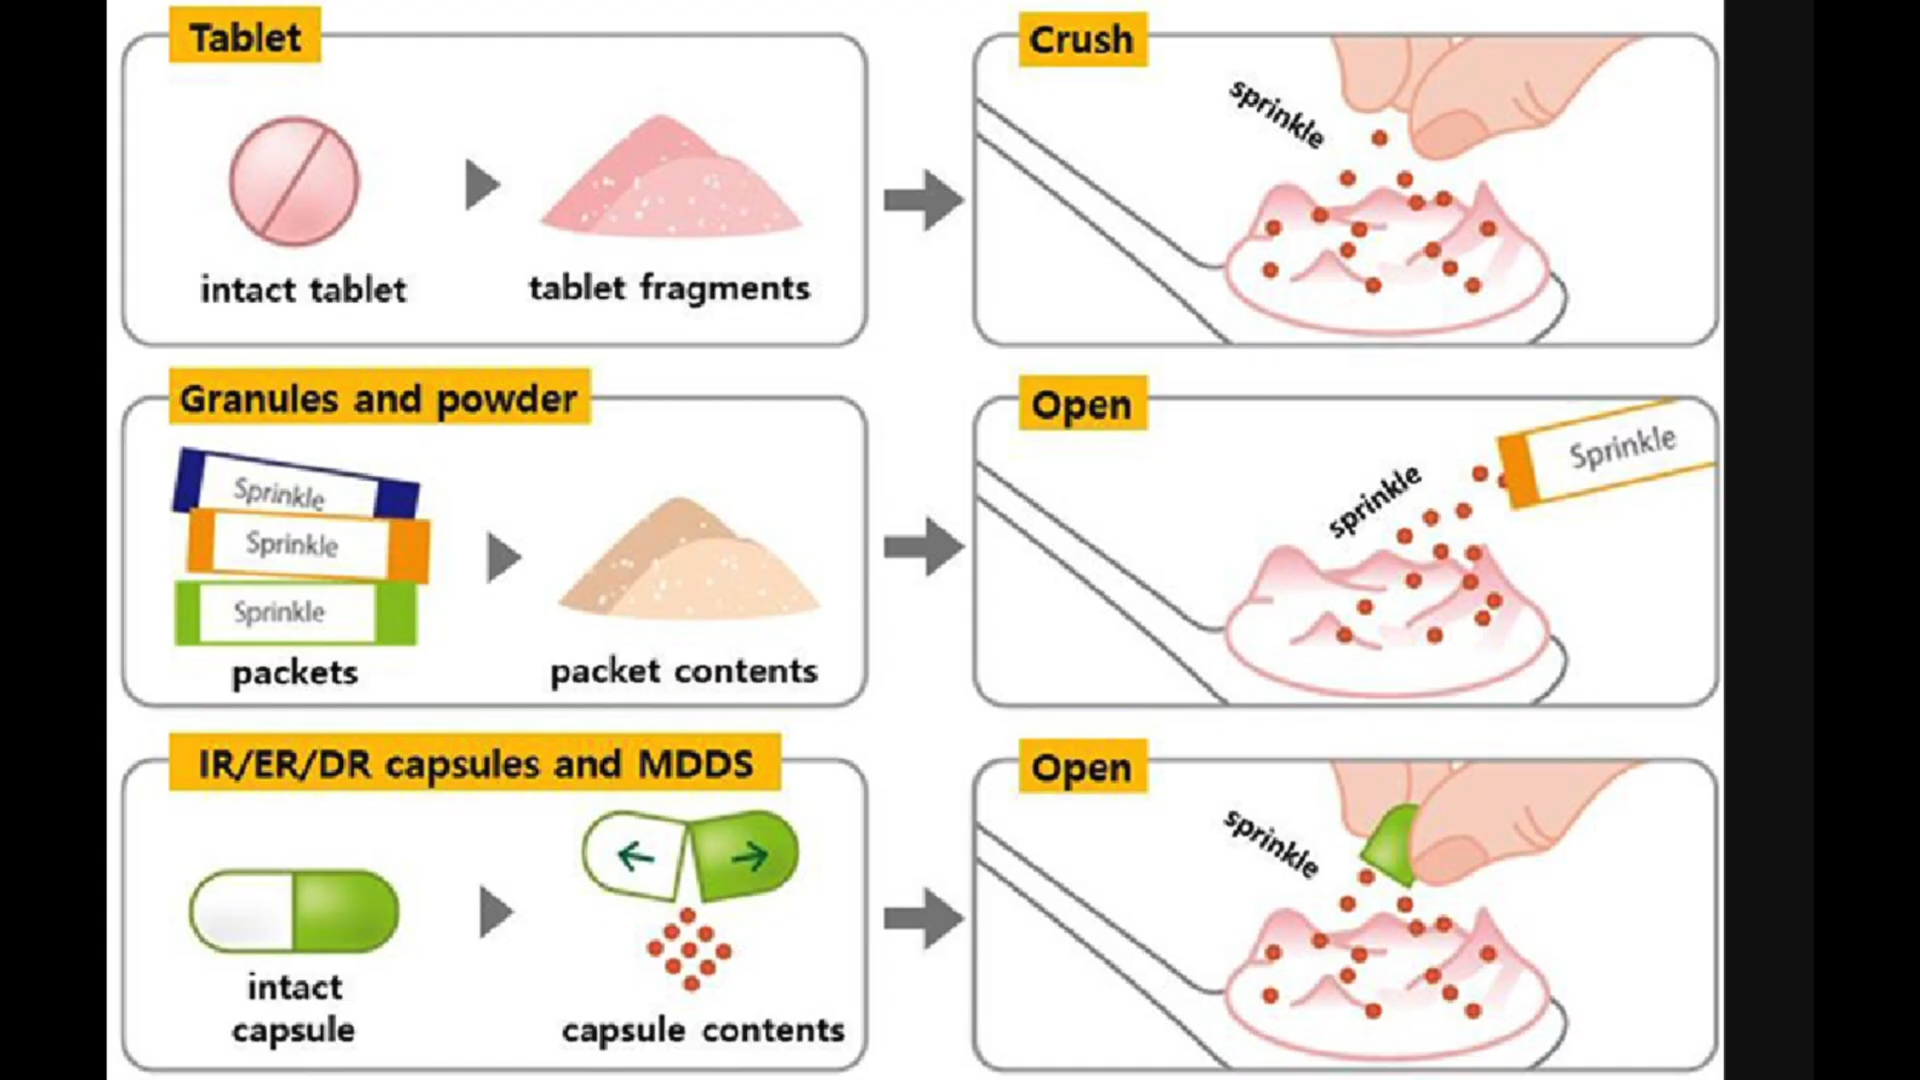 Tablet
intact tablet
tablet fragments
Crush
sprinkle
Granules and powder
Sprinkle
Sprinkle
Sprinkle
packets
packet contents
Open
sprinkle
Sprinkle
IR/ER/DR capsules and MDDS
intact
capsule
capsule contents
Open
sprinkle